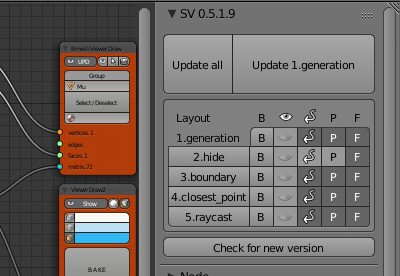 BmeshViewerDraw
UPD
Group
Mu
Select / Deselect
vertices.1
edges
faces.1
matrix.72
Viewer Draw2
Show
BAKE
SV 0.5.1.9
Update all Update 1.generation
Layout B P F
1.generation B P F
2.hide B P F
3.boundary B P F
4.closest_point B P F
5.raycast B P F
Check for new version
Node